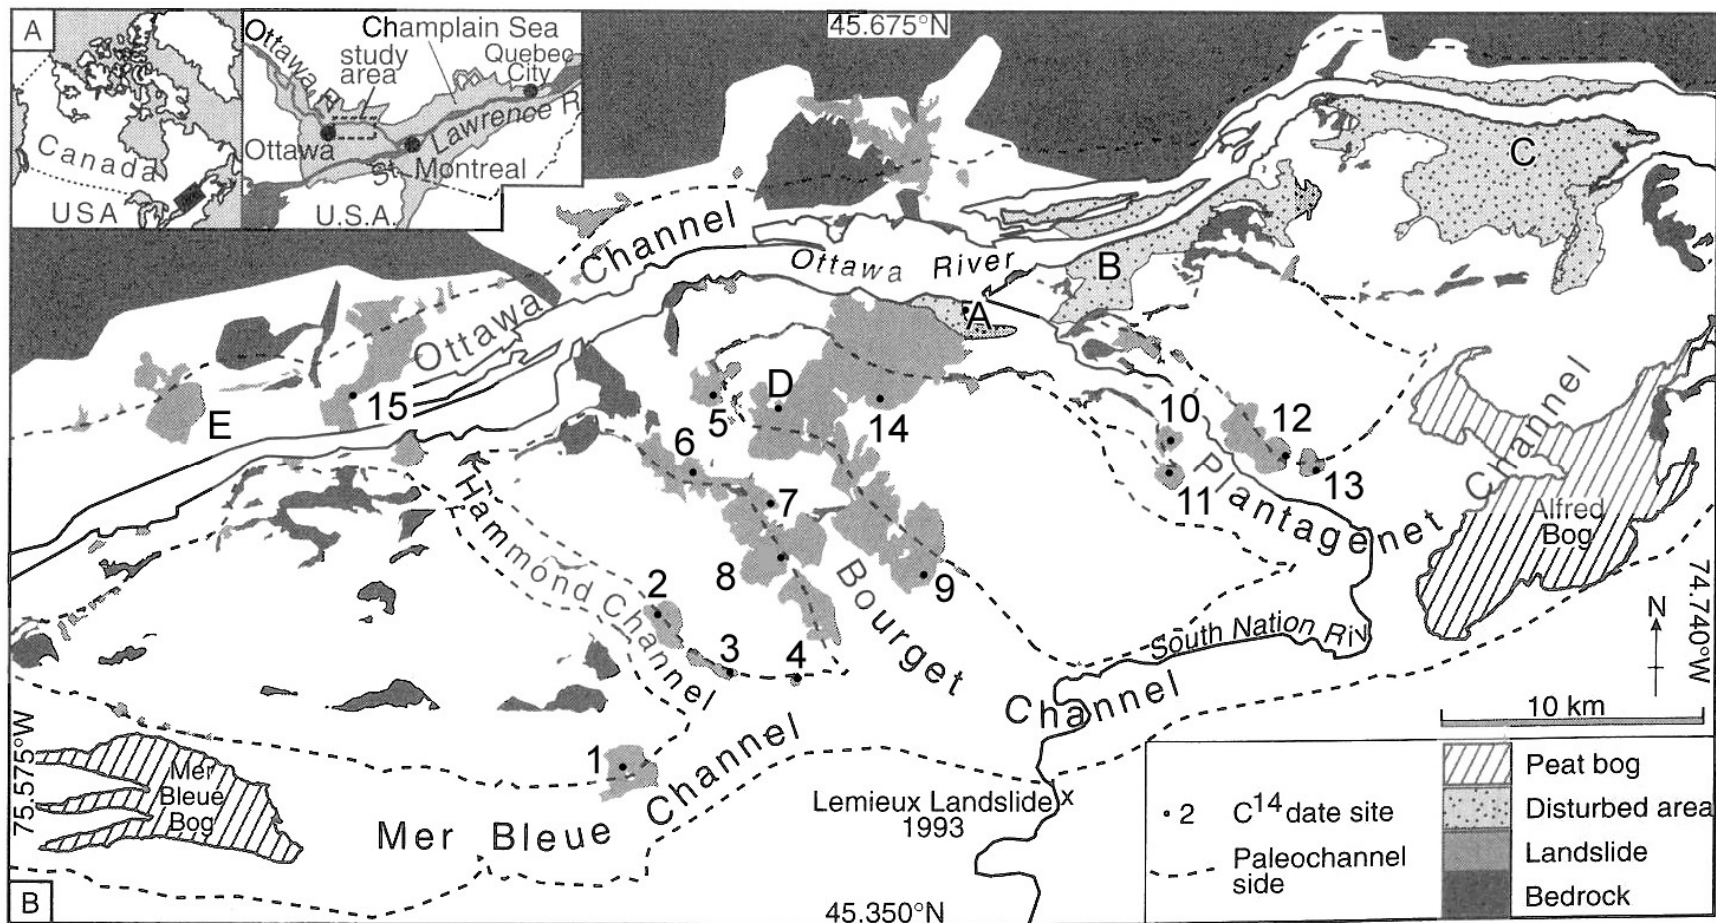 A
Canada
USA
Ottawa R.
study
area
Champlain Sea
Quebec
City
Ottawa
Montreal
St. Lawrence R
U.S.A.
45.675°N
Ottawa Channel
Ottawa River
A
B
C
D
E
15
5
14
6
7
8
9
10
11
12
13
2
3
4
1
Hammond Channel
Bourget
Channel
Plantagenet Channel
Alfred
Bog
South Nation Riv
Mer Bleue Channel
Mer
Bleue
Bog
75.575°W
74.740°W
N
10 km
Lemieux Landslide x
1993
• 2 C14 date site
Paleochannel
side
Peat bog
Disturbed area
Landslide
Bedrock
B
45.350°N